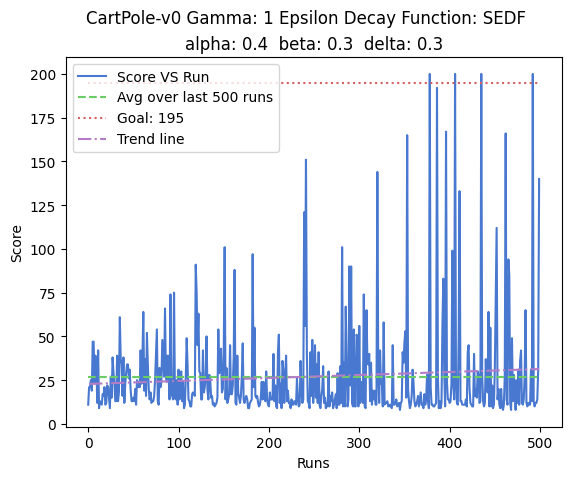 CartPole-v0 Gamma: 1 Epsilon Decay Function: SEDF
alpha: 0.4 beta: 0.3 delta: 0.3
Score VS Run
Avg over last 500 runs
Goal: 195
Trend line
Score
200
175
150
125
100
75
50
25
0
0 100 200 300 400 500
Runs